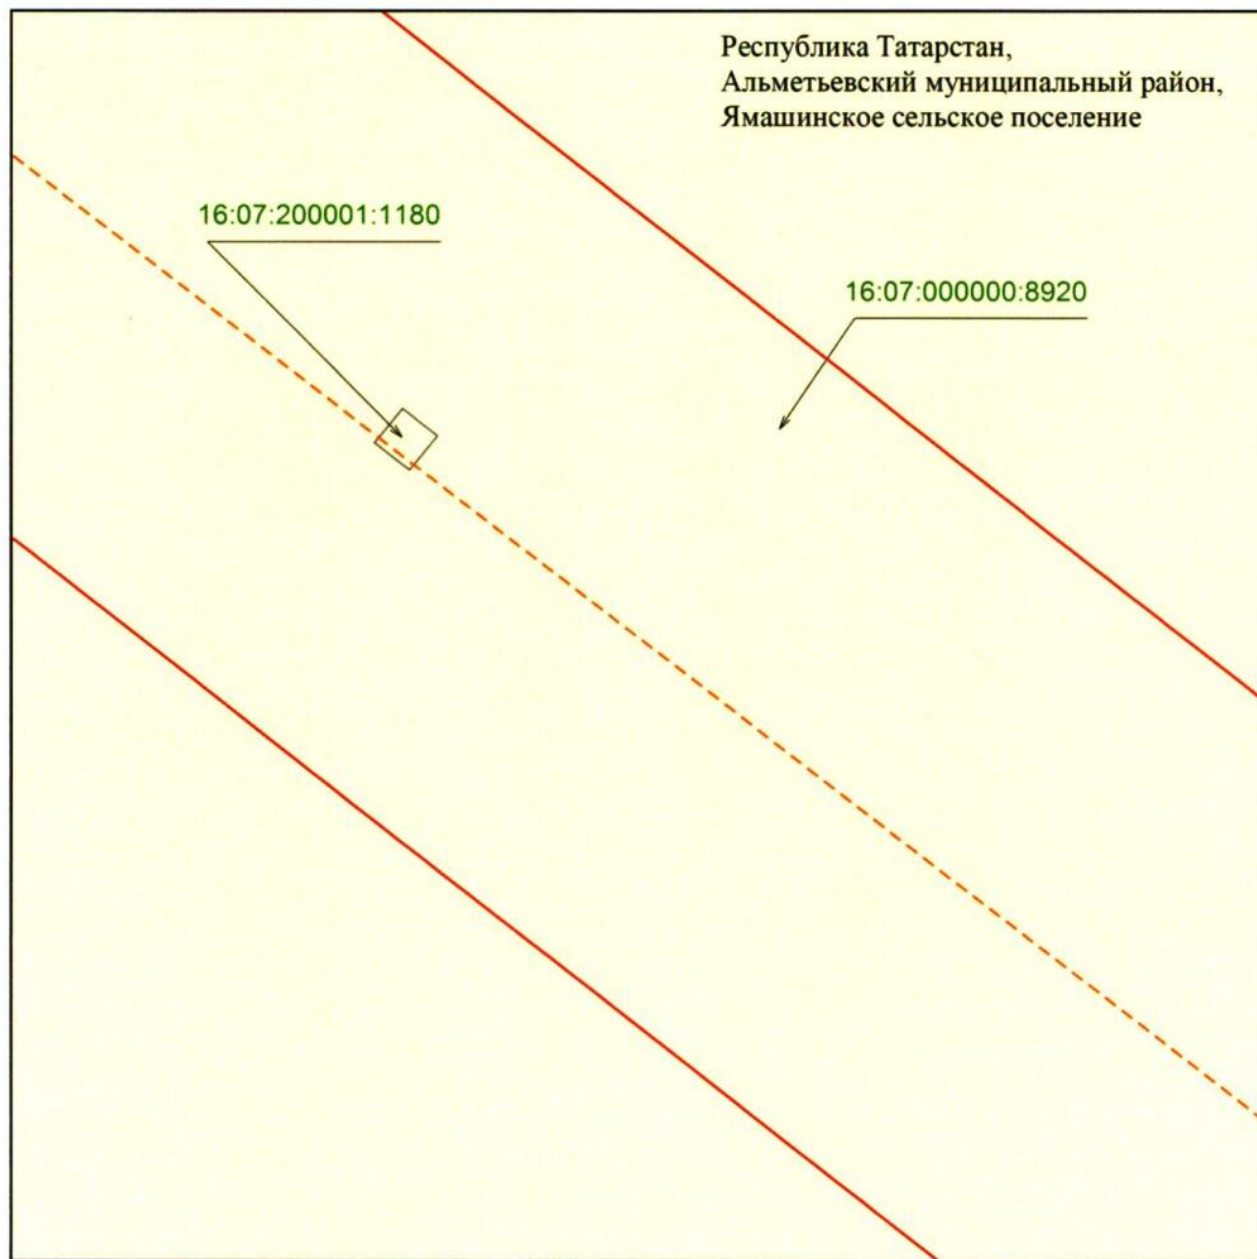 Республика Татарстан,
Альметьевский муниципальный район,
Ямашинское сельское поселение
16:07:200001:1180
16:07:000000:8920